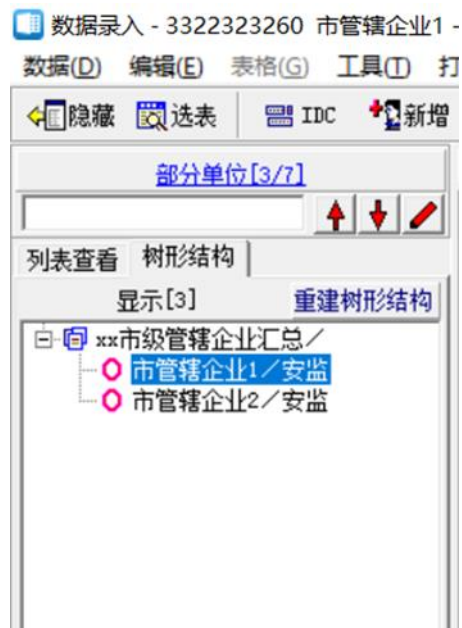 数据录入 - 3322323260 市管辖企业1 -
数据(D) 编辑(E) 表格(G) 工具(T) 打
隐藏 选表 IDC 新增
部分单位[3/7]
列表查看 树形结构
显示[3] 重建树形结构
xx市级管辖企业汇总／
市管辖企业1／安监
市管辖企业2／安监